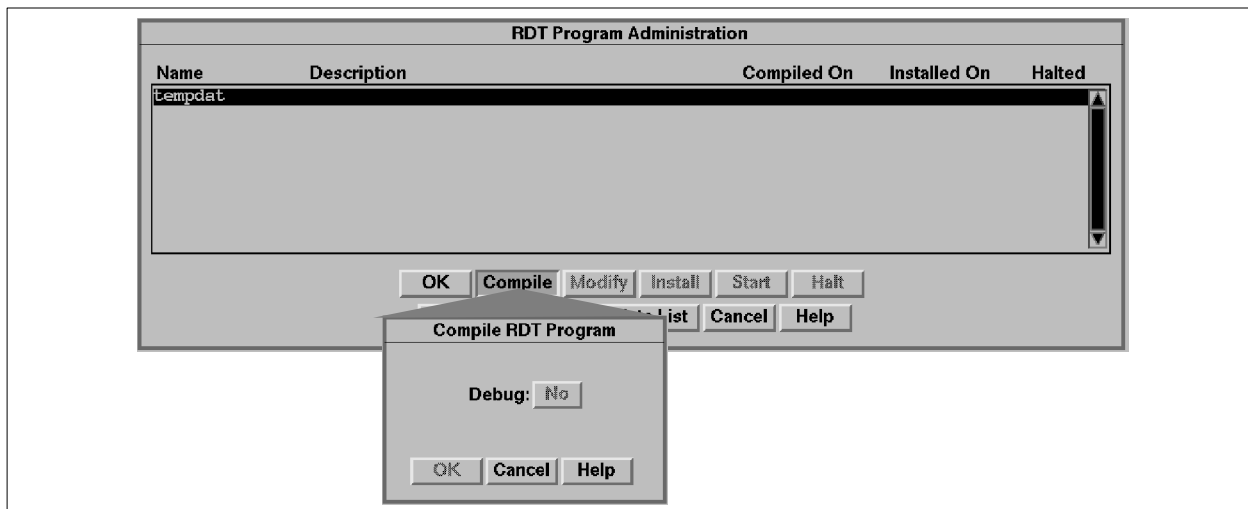 RDT Program Administration
Name Description Compiled On Installed On Halted
tempdat
OK Compile Modify Install Start Halt
List Cancel Help
Compile RDT Program
Debug: No
OK Cancel Help